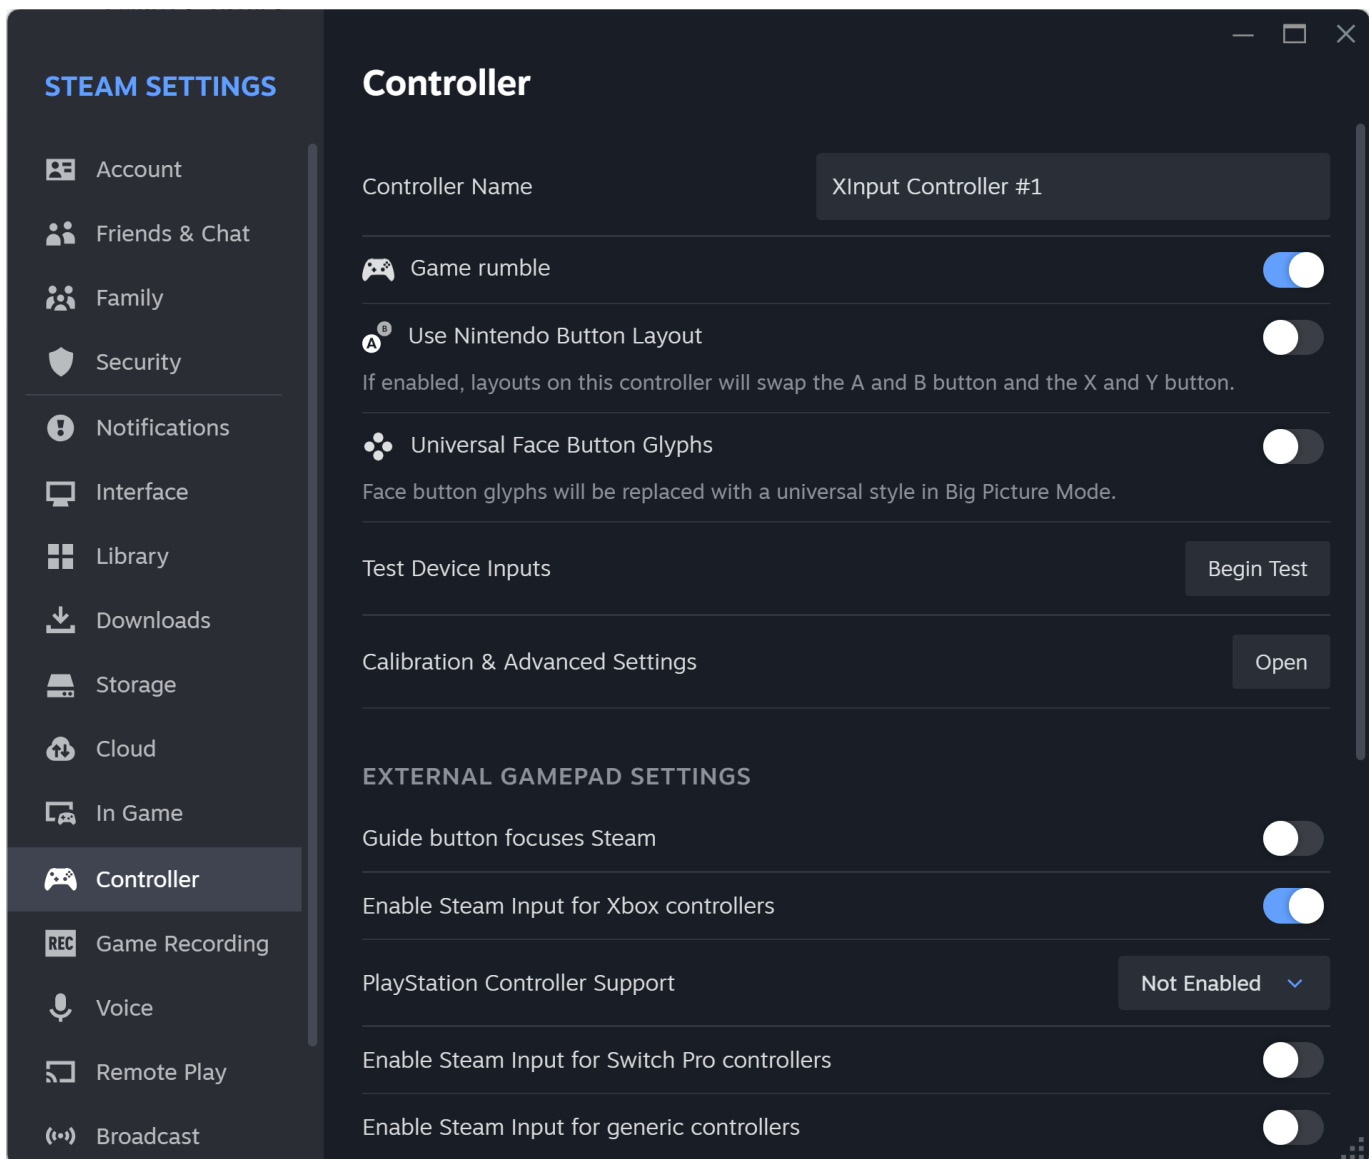 STEAM SETTINGS
Account
Friends & Chat
Family
Security
Notifications
Interface
Library
Downloads
Storage
Cloud
In Game
Controller
REC Game Recording
Voice
Remote Play
Broadcast
Controller
Controller Name
XInput Controller #1
Game rumble
A B Use Nintendo Button Layout
If enabled, layouts on this controller will swap the A and B button and the X and Y button.
Universal Face Button Glyphs
Face button glyphs will be replaced with a universal style in Big Picture Mode.
Test Device Inputs
Begin Test
Calibration & Advanced Settings
Open
EXTERNAL GAMEPAD SETTINGS
Guide button focuses Steam
Enable Steam Input for Xbox controllers
PlayStation Controller Support
Not Enabled
Enable Steam Input for Switch Pro controllers
Enable Steam Input for generic controllers